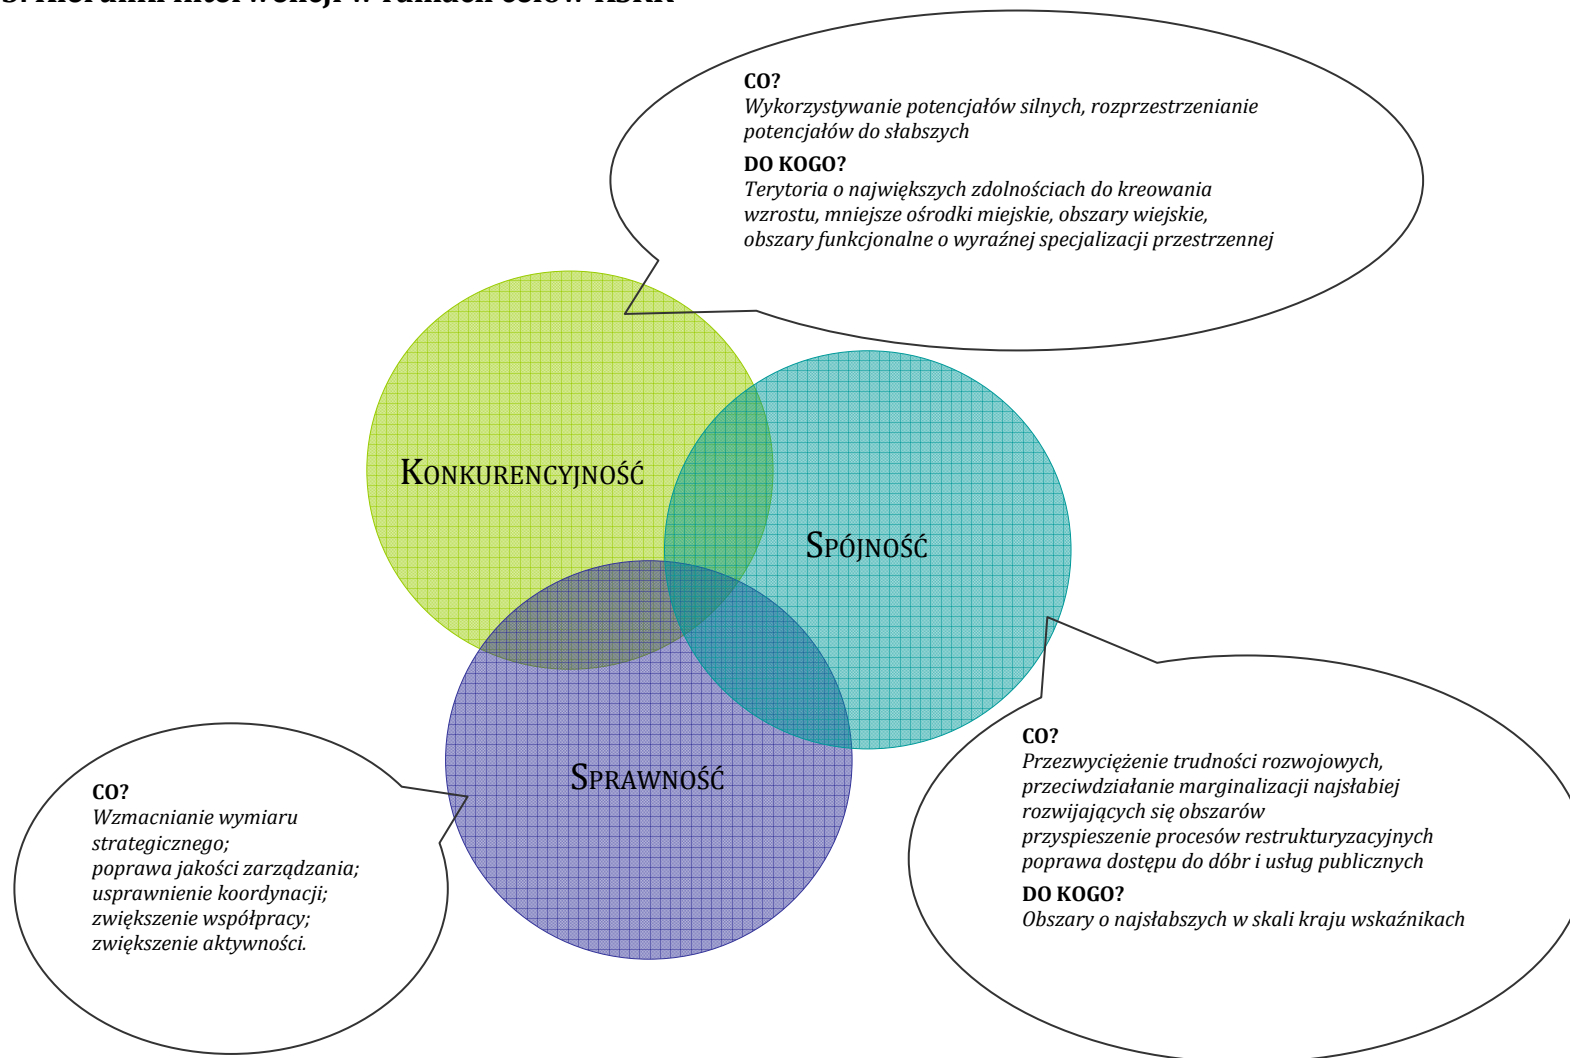 CO?
Wykorzystywanie potencjałów silnych, rozprzestrzenianie
potencjałów do słabszych
DO KOGO?
Terytoria o największych zdolnościach do kreowania
wzrostu, mniejsze ośrodki miejskie, obszary wiejskie,
obszary funkcjonalne o wyraźnej specjalizacji przestrzennej
KONKURENCYJNOŚĆ
SPÓJNOŚĆ
SPRAWNOŚĆ
CO?
Przezwyciężenie trudności rozwojowych,
przeciwdziałanie marginalizacji najsłabiej
rozwijających się obszarów
przyspieszenie procesów restrukturyzacyjnych
poprawa dostępu do dóbr i usług publicznych
DO KOGO?
Obszary o najsłabszych w skali kraju wskaźnikach
CO?
Wzmacnianie wymiaru
strategicznego;
poprawa jakości zarządzania;
usprawnienie koordynacji;
zwiększenie współpracy;
zwiększenie aktywności.